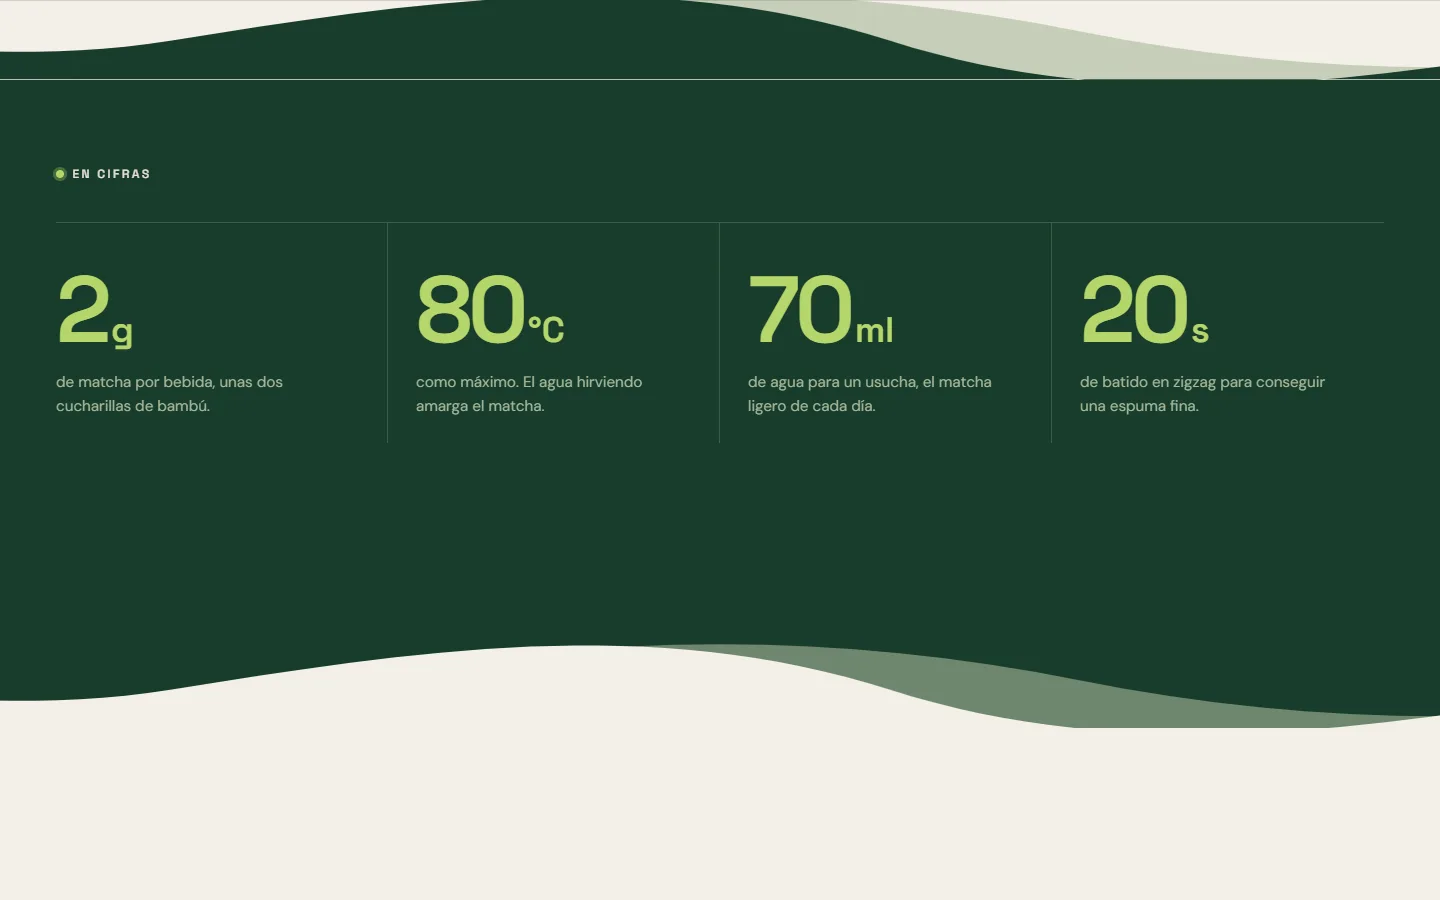 EN CIFRAS
2g
de matcha por bebida, unas dos
cucharillas de bambú.
80°C
como máximo. El agua hirviendo
amarga el matcha.
70ml
de agua para un usucha, el matcha
ligero de cada día.
20s
de batido en zigzag para conseguir
una espuma fina.